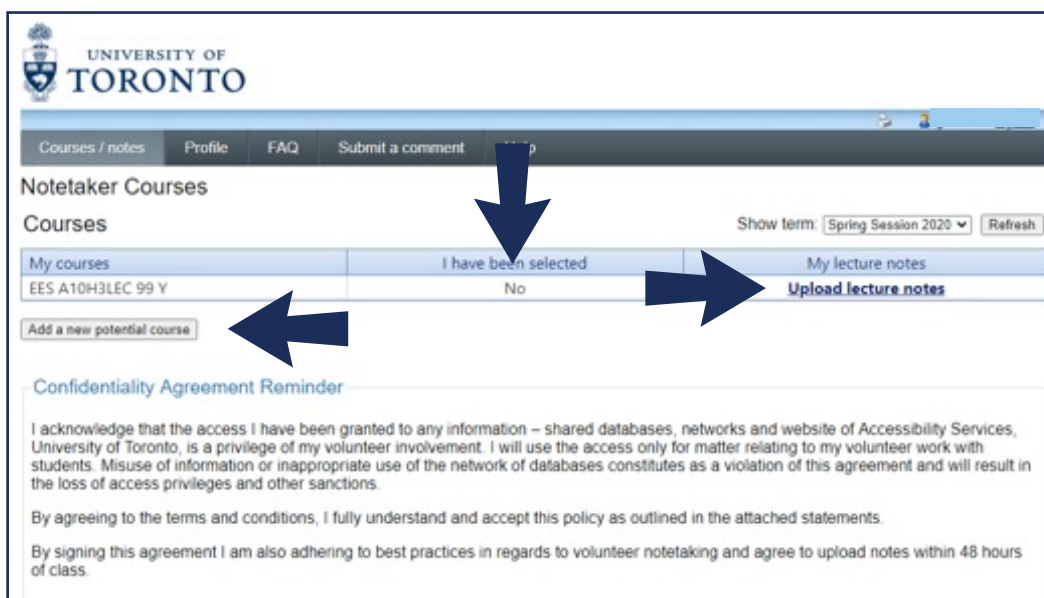 UNIVERSITY OF
TORONTO
Courses / notes Profile FAQ Submit a comment
Notetaker Courses
Courses Show term: Spring Session 2020 Refresh
My courses I have been selected My lecture notes
EES A10H3LEC 99 Y No Upload lecture notes
Add a new potential course
Confidentiality Agreement Reminder
I acknowledge that the access I have been granted to any information – shared databases, networks and website of Accessibility Services,
University of Toronto, is a privilege of my volunteer involvement. I will use the access only for matter relating to my volunteer work with
students. Misuse of information or inappropriate use of the network of databases constitutes as a violation of this agreement and will result in
the loss of access privileges and other sanctions.
By agreeing to the terms and conditions, I fully understand and accept this policy as outlined in the attached statements.
By signing this agreement I am also adhering to best practices in regards to volunteer notetaking and agree to upload notes within 48 hours
of class.